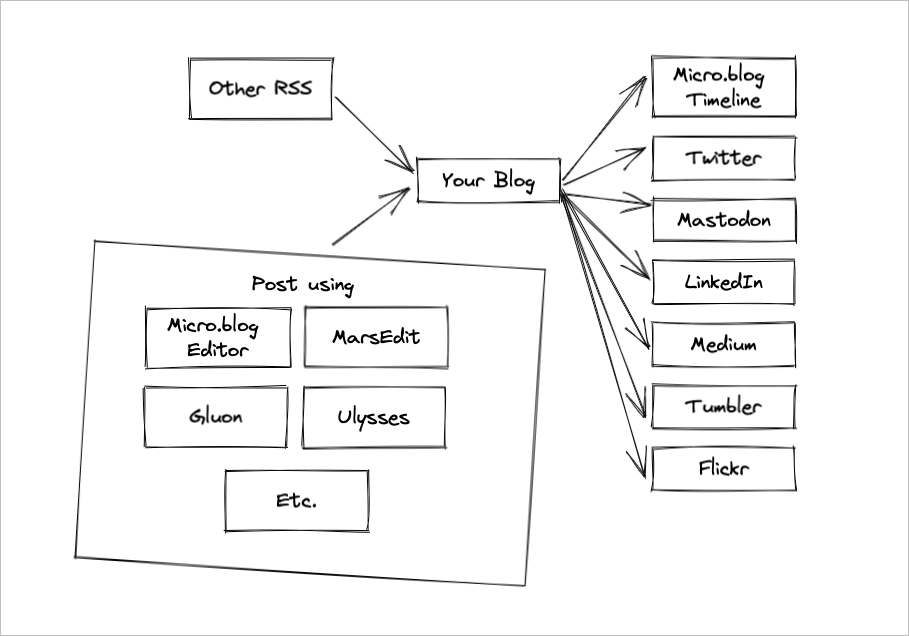 Other RSS
Your Blog
Micro.blog
Timeline
Twitter
Mastodon
LinkedIn
Medium
Tumbler
Flickr
Post using
Micro.blog
Editor
MarsEdit
Gluon
Ulysses
Etc.